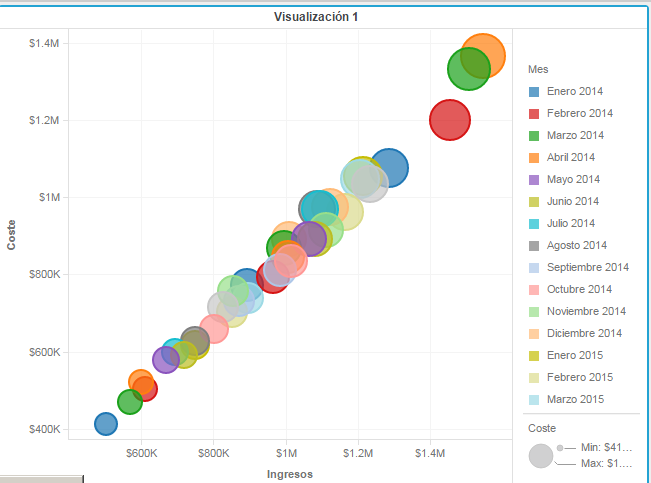 Visualización 1
$1.4M
$1.2M
$1M
$800K
$600K
$400K
Coste
$600K
$800K
$1M
$1.2M
$1.4M
Ingresos
Mes
Enero 2014
Febrero 2014
Marzo 2014
Abril 2014
Mayo 2014
Junio 2014
Julio 2014
Agosto 2014
Septiembre 2014
Octubre 2014
Noviembre 2014
Diciembre 2014
Enero 2015
Febrero 2015
Marzo 2015
Coste
Min: $41...
Max: $1....